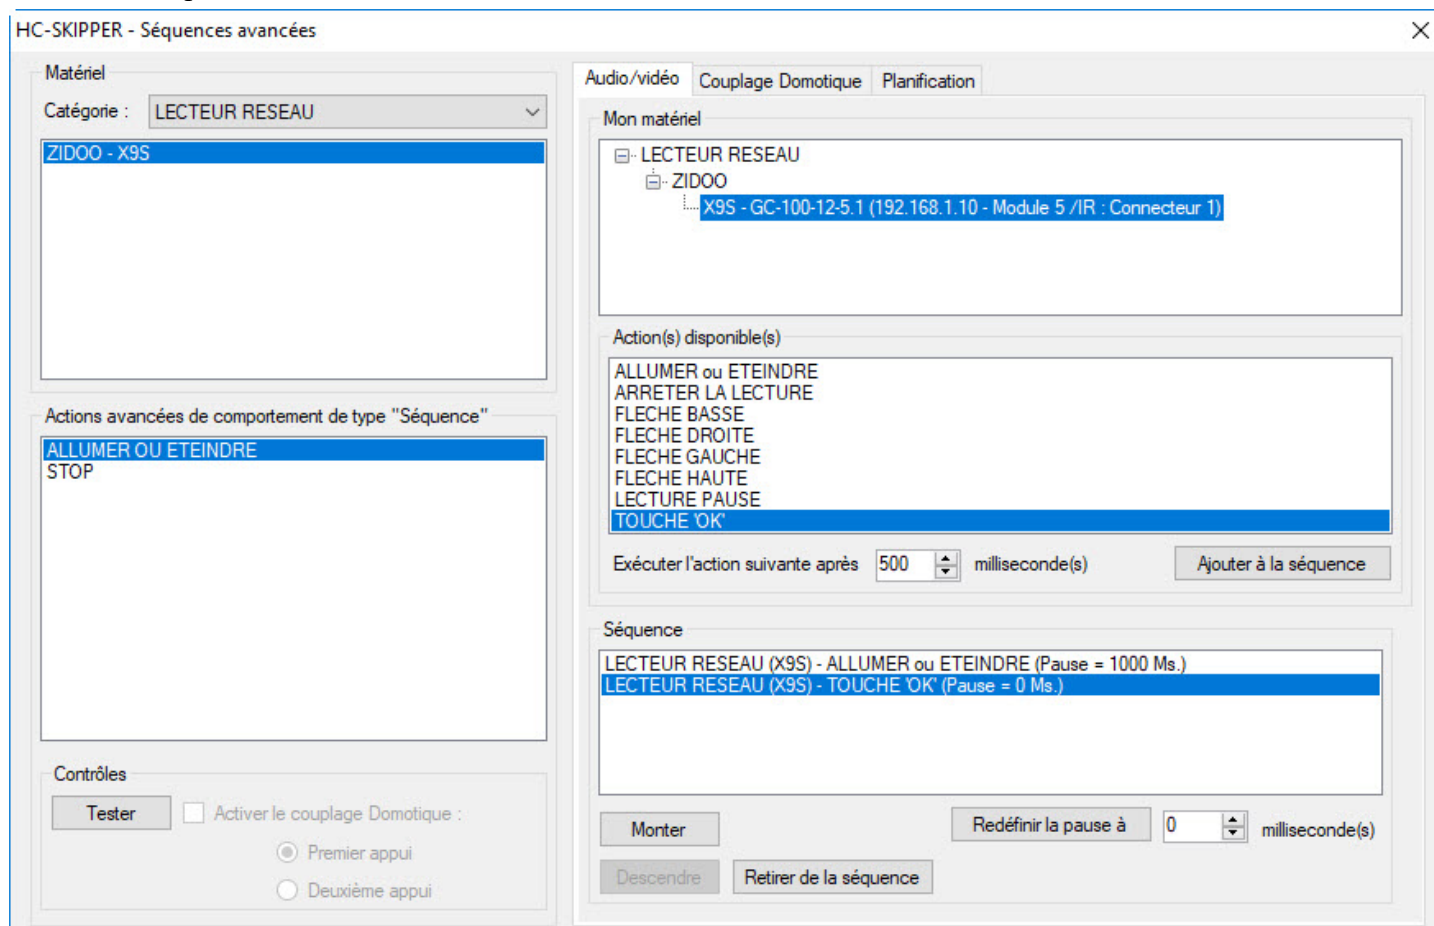 HC-SKIPPER - Séquences avancées
Matériel
Catégorie :
LECTEUR RESEAU
ZIDOO - X9S
Actions avancées de comportement de type "Séquence"
ALLUMER OU ETEINDRE
STOP
Contrôles
Tester
Activer le couplage Domotique :
Premier appui
Deuxième appui
Audio/vidéo
Couplage Domotique
Planification
Mon matériel
LECTEUR RESEAU
ZIDOO
X9S - GC-100-12-5.1 (192.168.1.10 - Module 5 /IR : Connecteur 1)
Action(s) disponible(s)
ALLUMER ou ETEINDRE
ARRETER LA LECTURE
FLECHE BASSE
FLECHE DROITE
FLECHE GAUCHE
FLECHE HAUTE
LECTURE PAUSE
TOUCHE 'OK'
Exécuter l'action suivante après 500 milliseconde(s)
Ajouter à la séquence
Séquence
LECTEUR RESEAU (X9S) - ALLUMER ou ETEINDRE (Pause = 1000 Ms.)
LECTEUR RESEAU (X9S) - TOUCHE 'OK' (Pause = 0 Ms.)
Monter
Redéfinir la pause à 0 milliseconde(s)
Descendre
Retirer de la séquence